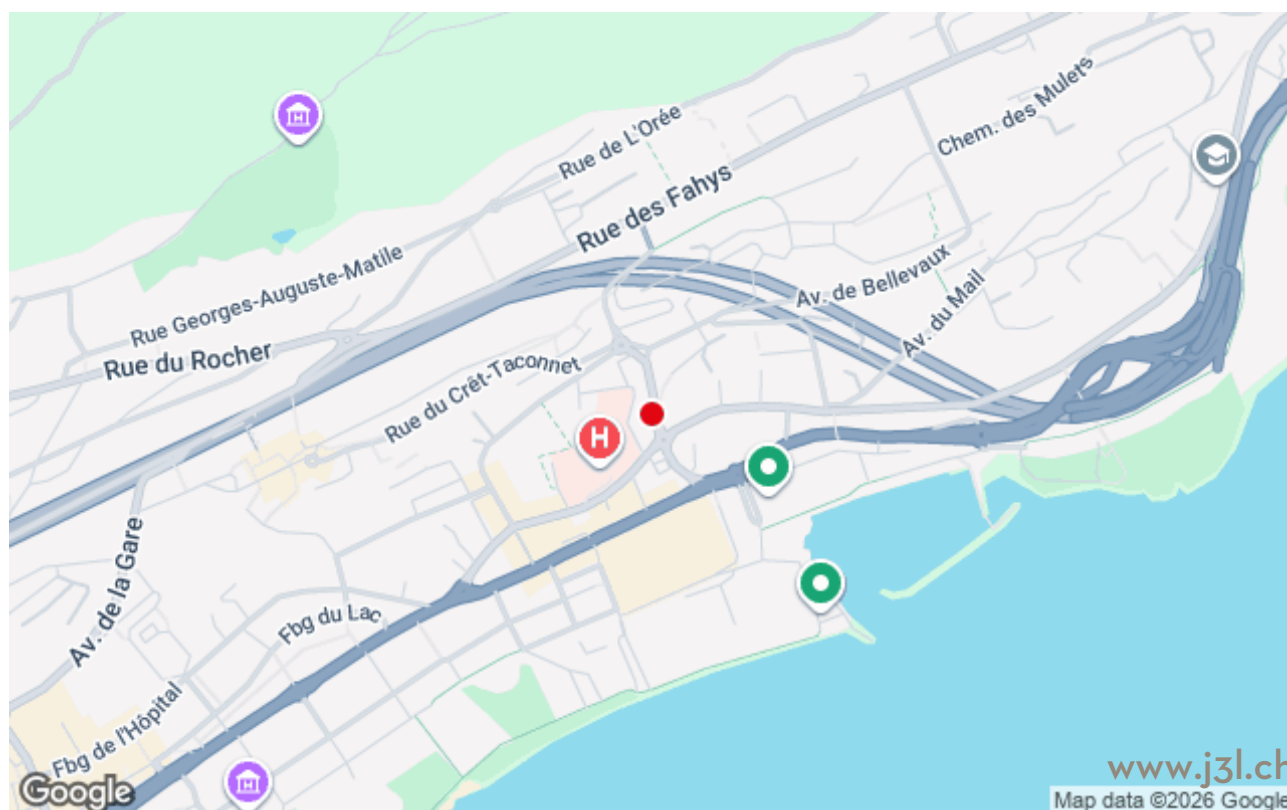 Chem. des Mulets
Rue de L'Orée
Rue des Fahys
Rue Georges-Auguste-Matile
Av. de Bellevaux
Av. du Mail
Rue du Rocher
Rue du Crêt-Taconnet
H
Av. de la Gare
Fbg du Lac
Fbg de l'Hôpital
H
H
www.j3l.ch
Google
Map data ©2026 Google